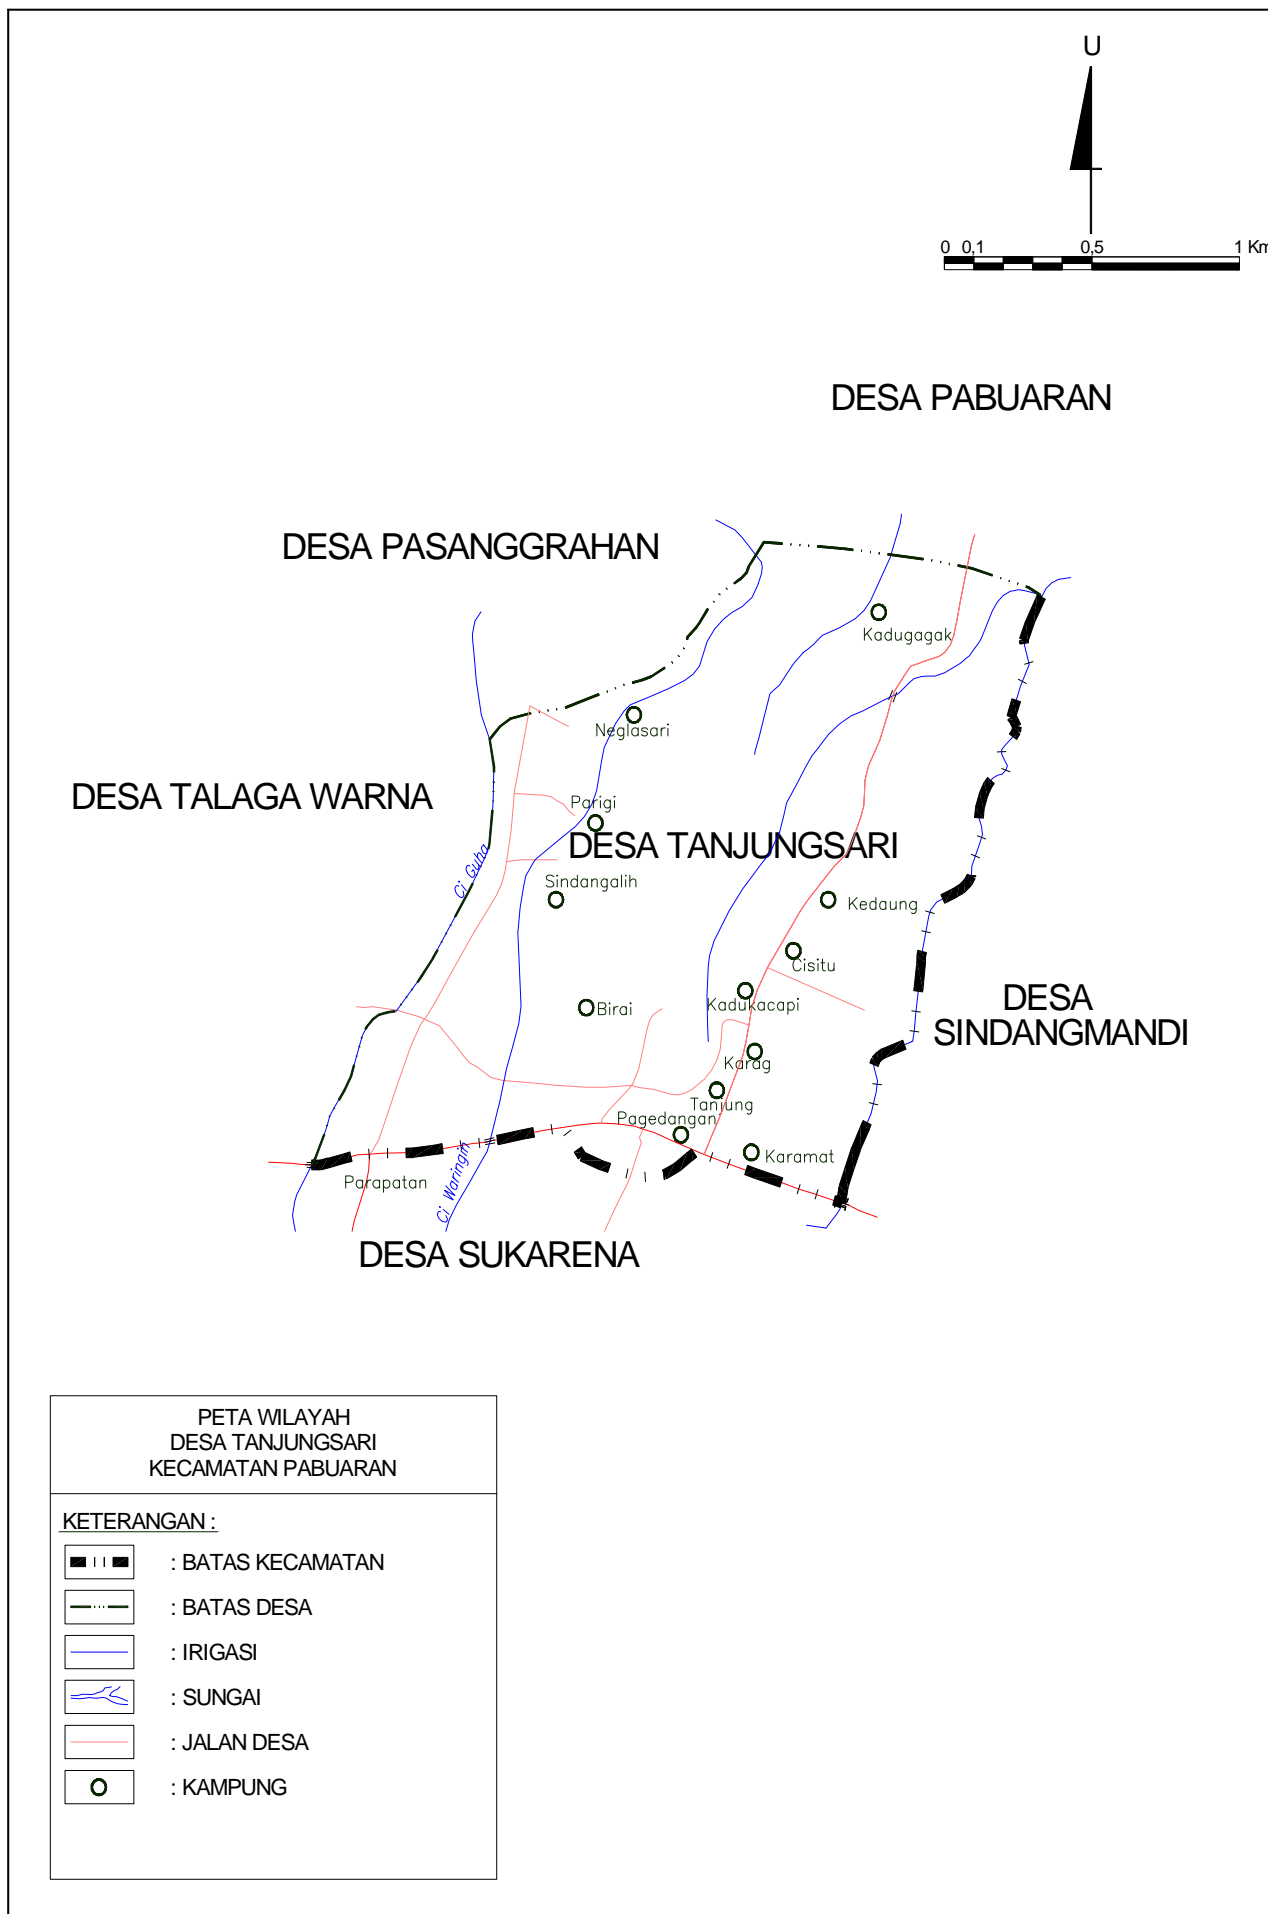 U
0 0,1 0,5 1 Km
DESA PABUARAN
DESA PASANGGRAHAN
Kadugagak
Neglasari
DESA TALAGA WARNA
Parigi
DESA TANJUNGSARI
Ci Guha
Sindangalih
Kedaung
Cisitu
Kadukacapi
DESA
SINDANGMANDI
Birai
Karag
Tanjung
Pagedangan
Karamat
Parapatan
Ci Waringin
DESA SUKARENA
PETA WILAYAH
DESA TANJUNGSARI
KECAMATAN PABUARAN
KETERANGAN :
: BATAS KECAMATAN
: BATAS DESA
: IRIGASI
: SUNGAI
: JALAN DESA
: KAMPUNG